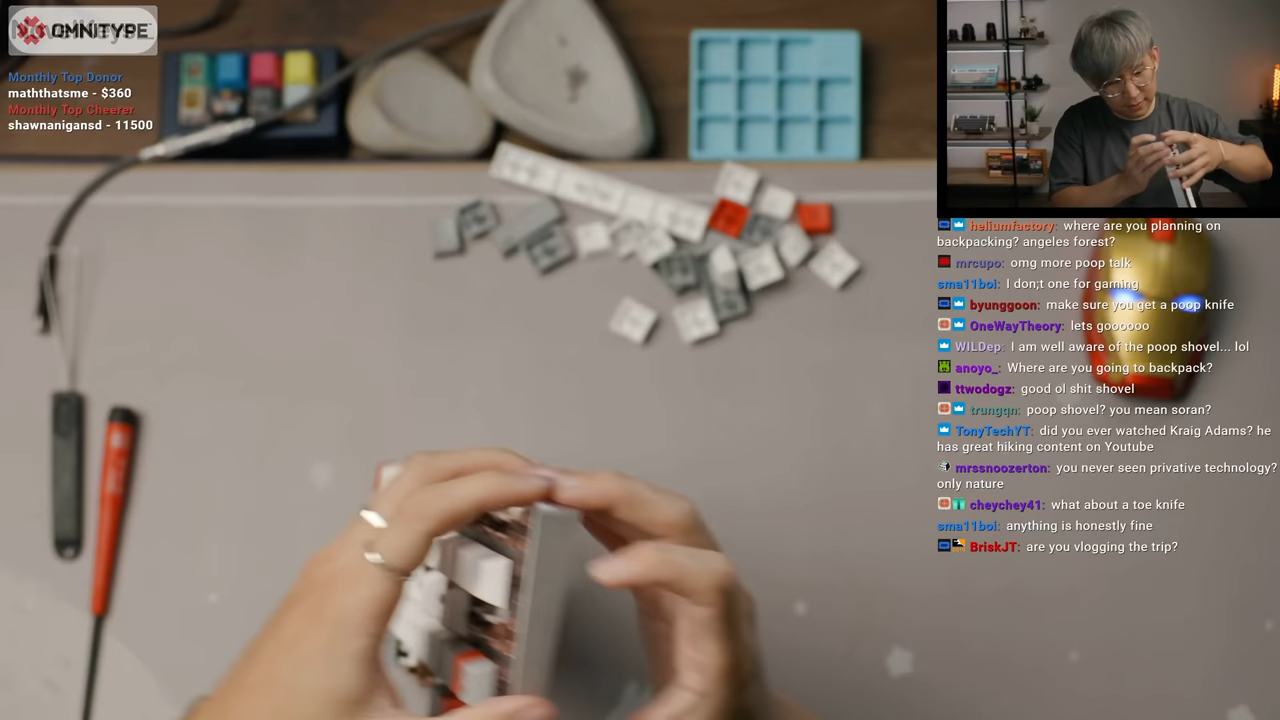 OMNITYPE
Monthly Top Donor
maththatsme - $360
Monthly Top Cheerer
shawnanigansd - 11500
heliumfactory: where are you planning on
backpacking? angeles forest?
mrcupo: omg more poop talk
sma11boi: I don;t one for gaming
byunggoon: make sure you get a poop knife
OneWayTheory: lets goooooo
WILDep: I am well aware of the poop shovel... lol
anoyo_: Where are you going to backpack?
ttwodogz: good ol shit shovel
trungqn: poop shovel? you mean soran?
TonyTechYT: did you ever watched Kraig Adams? he
has great hiking content on Youtube
mrssnoozerton: you never seen privative technology?
only nature
cheychey41: what about a toe knife
sma11boi: anything is honestly fine
BriskJT: are you vlogging the trip?